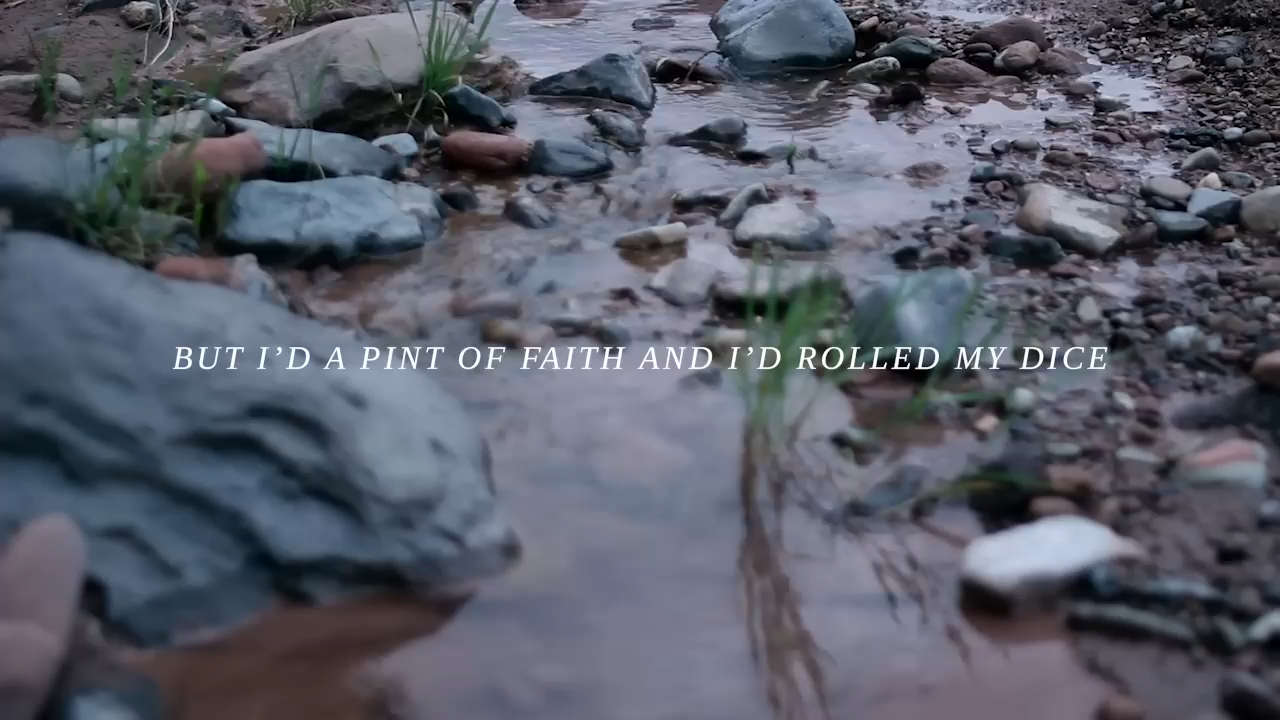 BUT I’D A PINT OF FAITH AND I’D ROLLED MY DICE